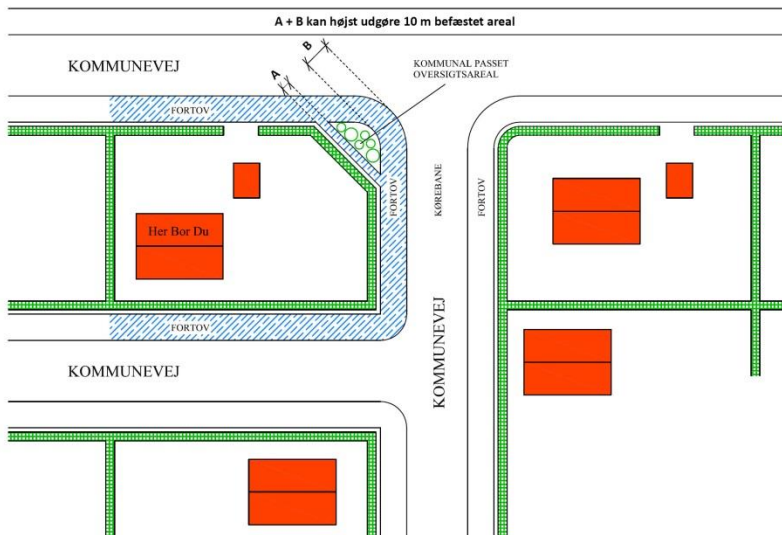 A + B kan højst udgøre 10 m befæstet areal
B
A
KOMMUNEVEJ
KOMMUNAL PASSET
OVERSIGTSAREAL
FORTOV
FORTOV
KØREBANE
FORTOV
Her Bor Du
FORTOV
KOMMUNEVEJ
KOMMUNEVEJ